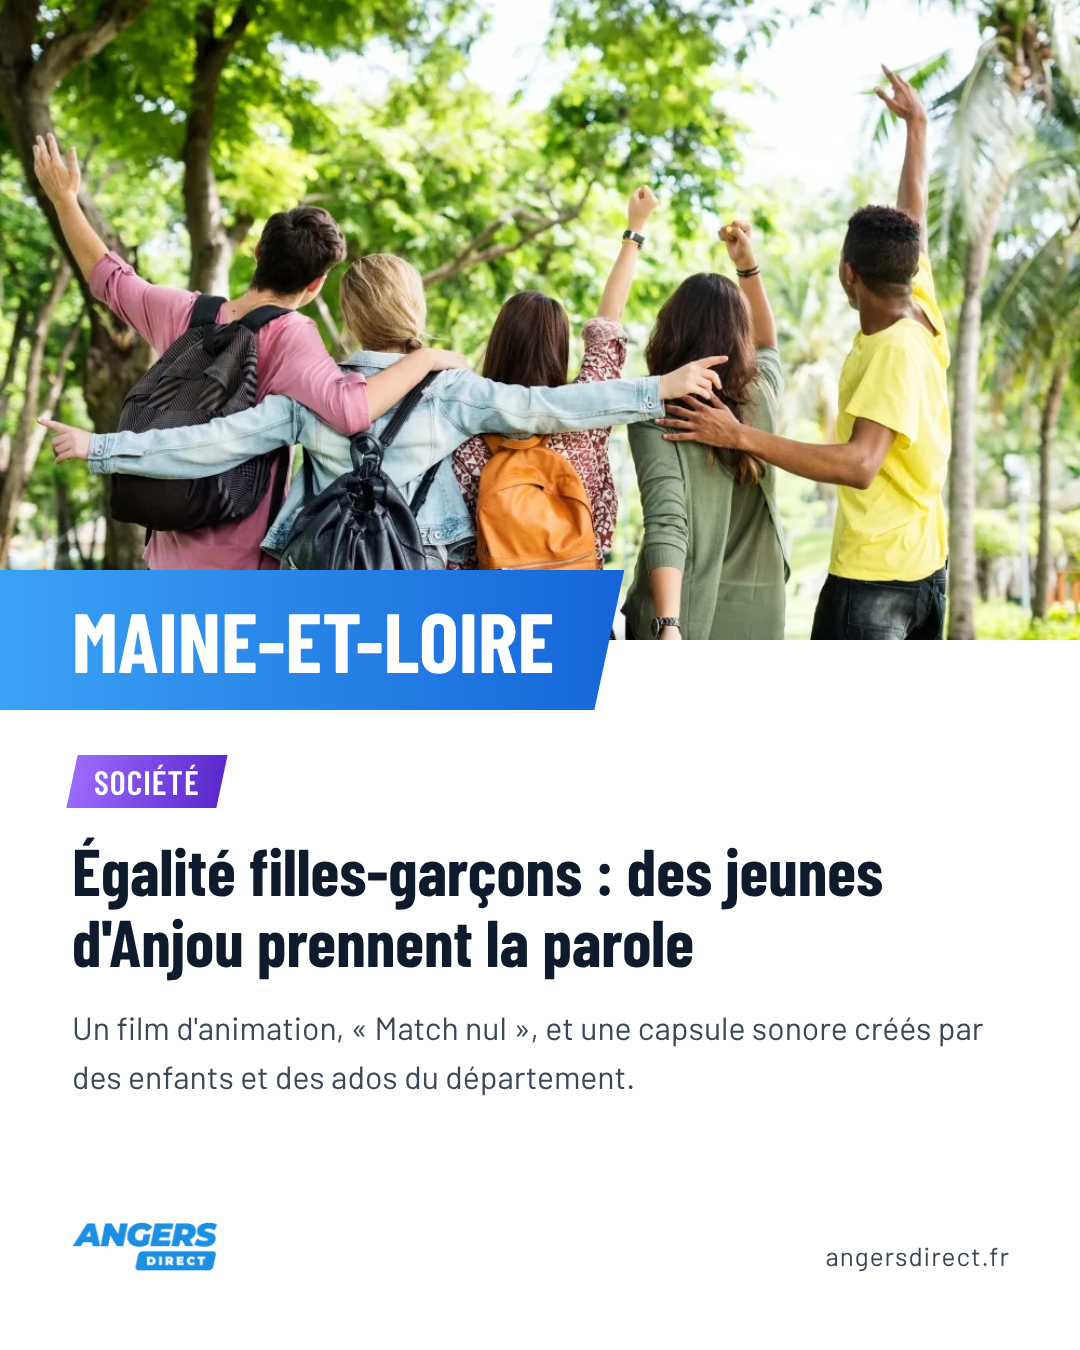 MAINE-ET-LOIRE
SOCIÉTÉ
Égalité filles-garçons : des jeunes
d'Anjou prennent la parole
Un film d'animation, « Match nul », et une capsule sonore créés par
des enfants et des ados du département.
ANGERS
DIRECT
angersdirect.fr